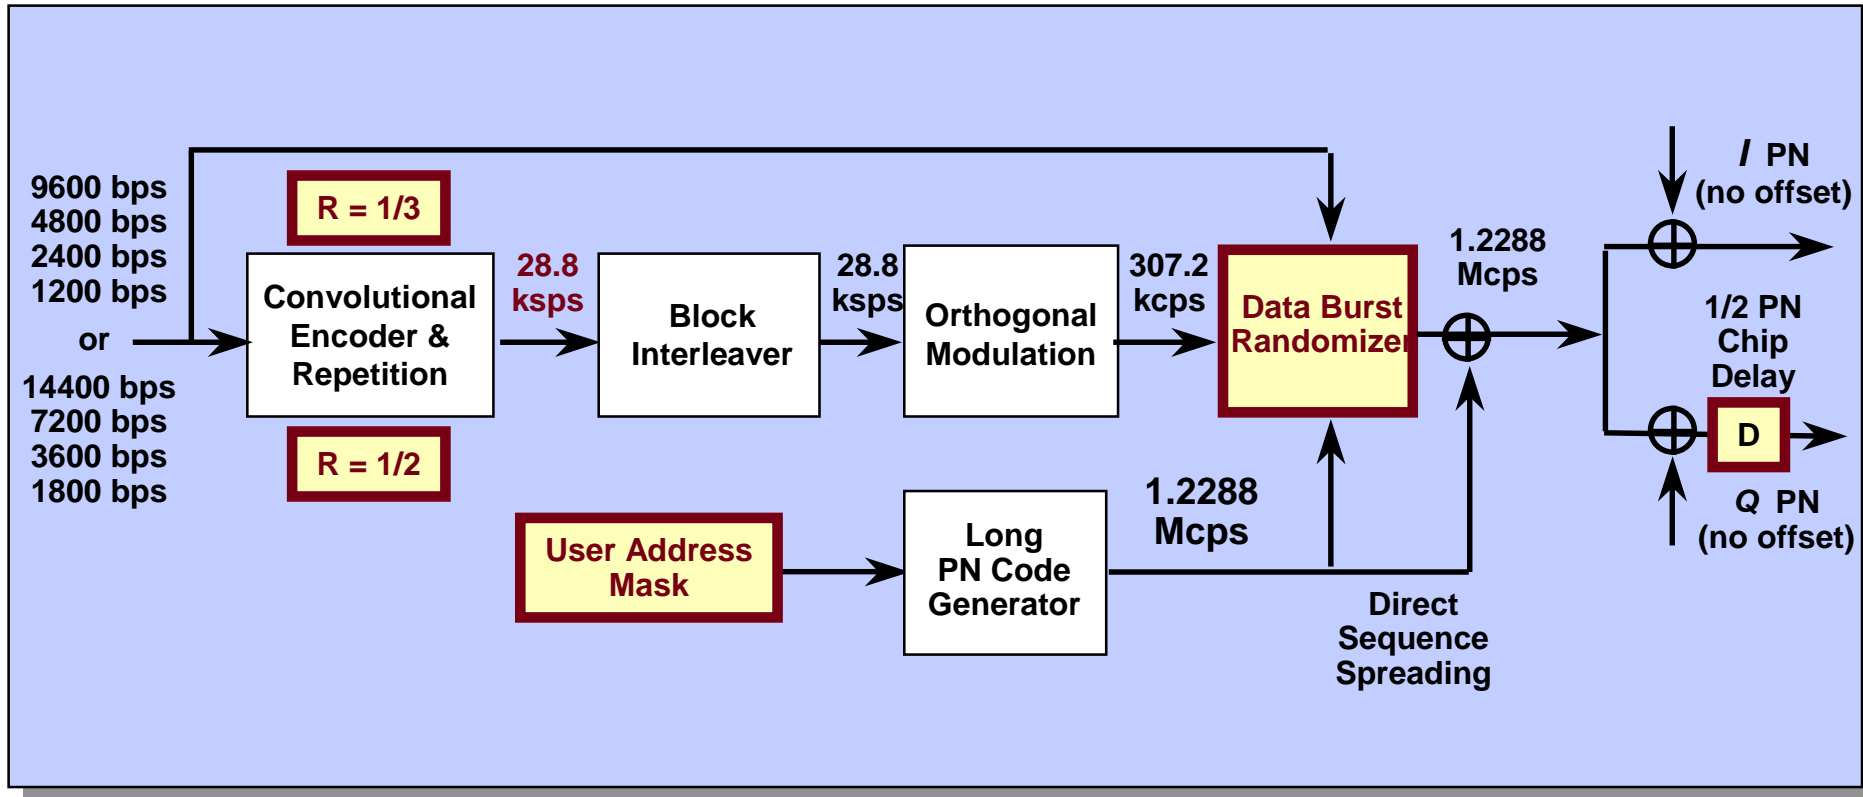 9600 bps
4800 bps
2400 bps
1200 bps
or
14400 bps
7200 bps
3600 bps
1800 bps
R = 1/3
Convolutional
Encoder &
Repetition
R = 1/2
28.8
ksps
Block
Interleaver
28.8
ksps
Orthogonal
Modulation
307.2
kcps
Data Burst
Randomizer
1.2288
Mcps
I PN
(no offset)
1/2 PN
Chip
Delay
D
Q PN
(no offset)
User Address
Mask
Long
PN Code
Generator
1.2288
Mcps
Direct
Sequence
Spreading